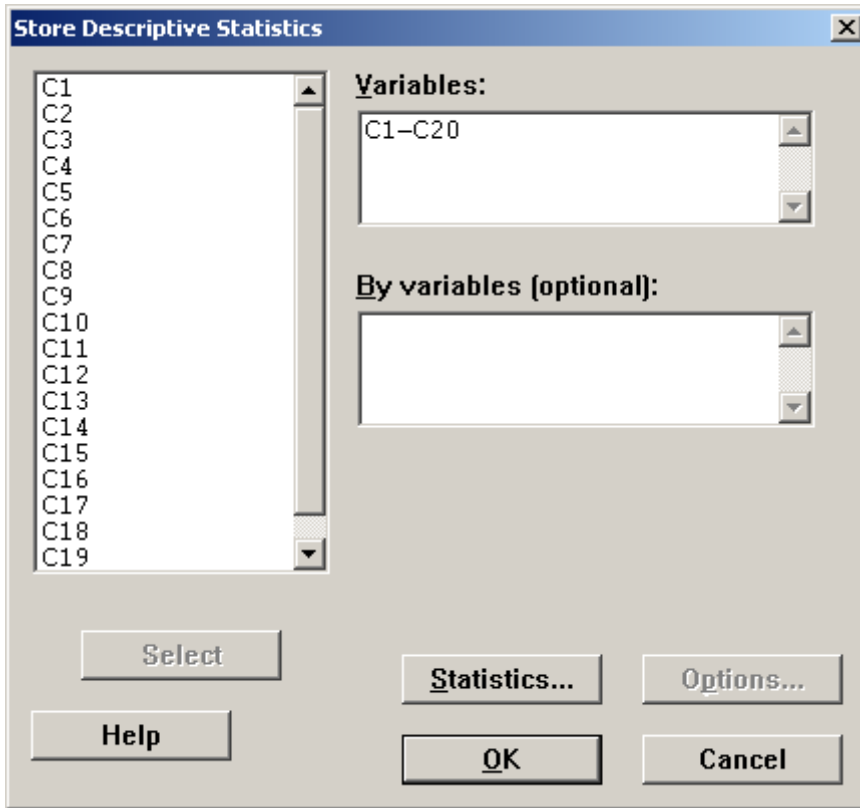 Store Descriptive Statistics
C1
C2
C3
C4
C5
C6
C7
C8
C9
C10
C11
C12
C13
C14
C15
C16
C17
C18
C19
Variables:
C1–C20
By variables (optional):
Select
Statistics...
Options...
Help
OK
Cancel